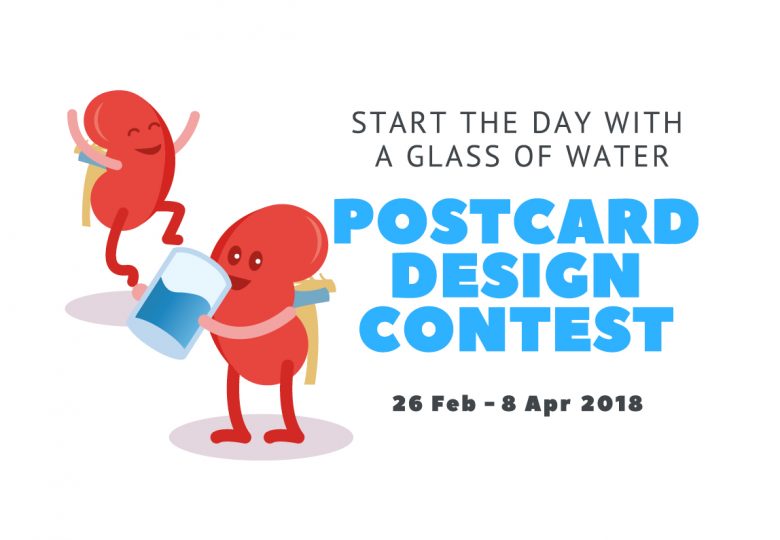 START THE DAY WITH
A GLASS OF WATER
POSTCARD
DESIGN
CONTEST
26 Feb – 8 Apr 2018